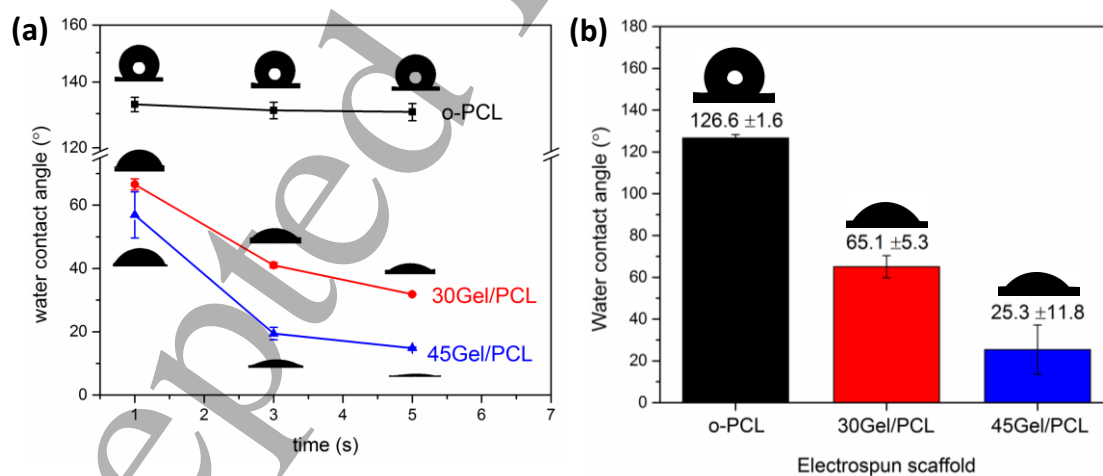 (a)
160
150
140
130
120
60
40
20
0
water contact angle (°)
o-PCL
30Gel/PCL
45Gel/PCL
1 2 3 4 5 6 7
time (s)
(b)
180
160
140
120
100
80
60
40
20
0
Water contact angle (°)
126.6 ±1.6
65.1 ±5.3
25.3 ±11.8
o-PCL 30Gel/PCL 45Gel/PCL
Electrospun scaffold